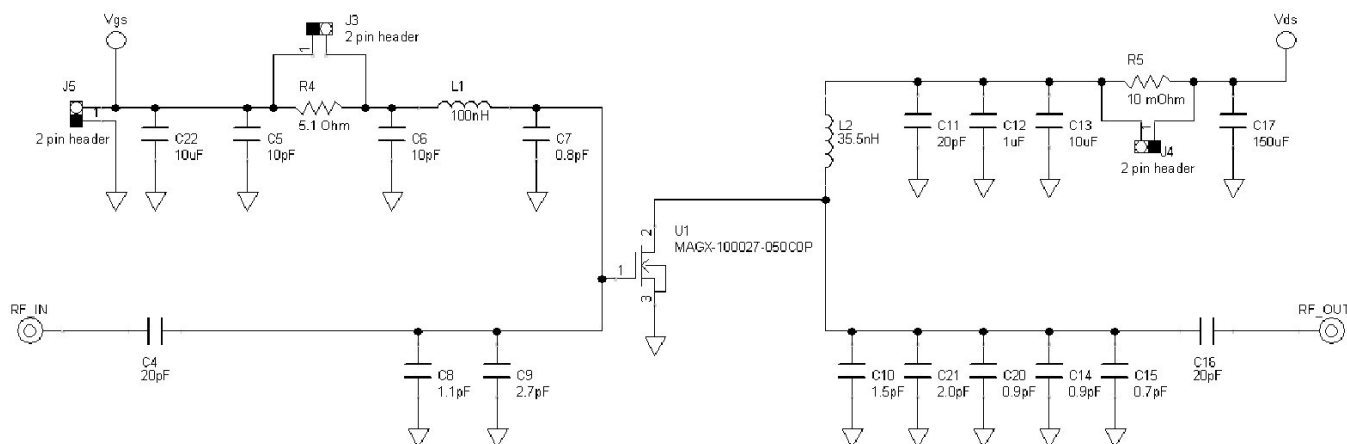 Vgs
J3
2 pin header
1
J5
1
2 pin header
R4
5.1 Ohm
L1
100nH
C22
10uF
C5
10pF
C6
10pF
C7
0.8pF
Vds
R5
10 mOhm
L2
35.5nH
C11
20pF
C12
1uF
C13
10uF
1
J4
2 pin header
C17
150uF
U1
MAGX-100027-050C0P
2
1
3
RF_IN
C4
20pF
C8
1.1pF
C9
2.7pF
C10
1.5pF
C21
2.0pF
C20
0.9pF
C14
0.9pF
C15
0.7pF
C16
20pF
RF_OUT